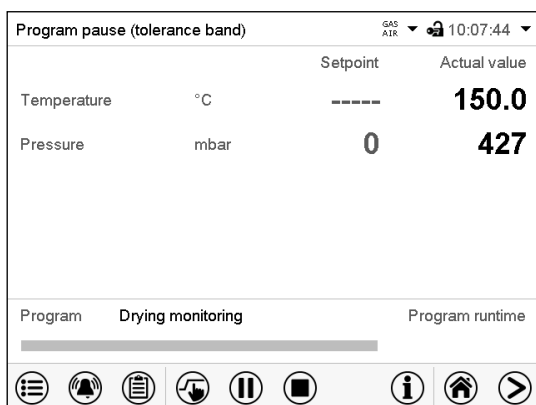 Program pause (tolerance band) GAS AIR 10:07:44
Setpoint Actual value
Temperature °C ----- 150.0
Pressure mbar 0 427
Program Drying monitoring Program runtime